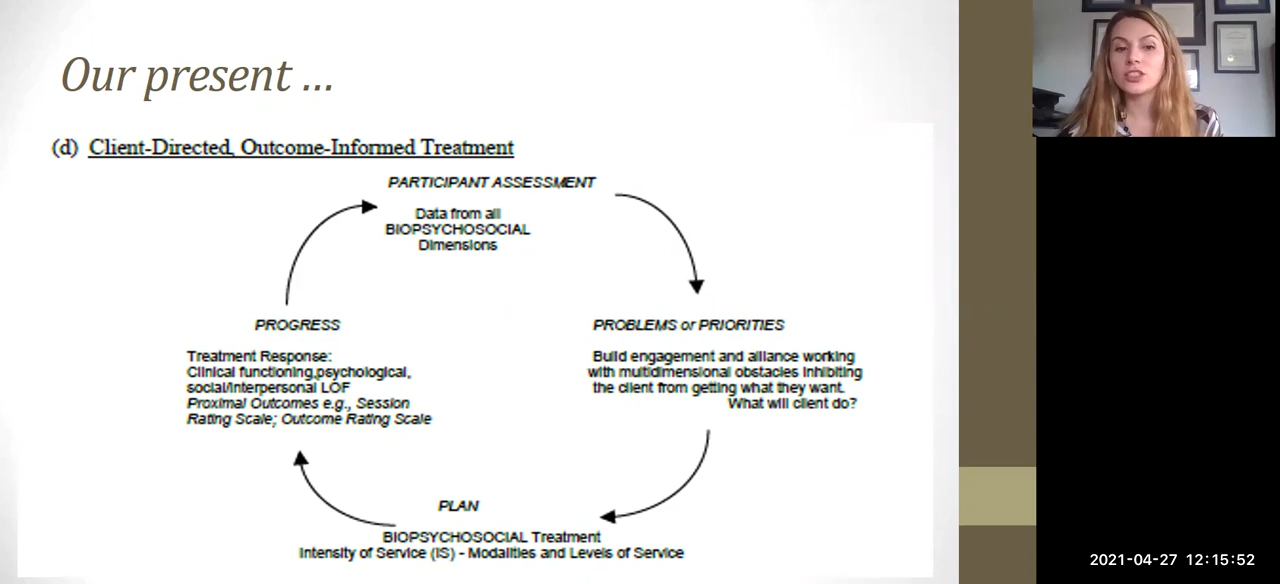 Our present ...
(d) Client-Directed, Outcome-Informed Treatment
PARTICIPANT ASSESSMENT
Data from all
BIOPSYCHOSOCIAL
Dimensions
PROGRESS
Treatment Response:
Clinical functioning,psychological,
social/interpersonal LOF
Proximal Outcomes e.g., Session
Rating Scale; Outcome Rating Scale
PROBLEMS or PRIORITIES
Build engagement and alliance working
with multidimensional obstacles inhibiting
the client from getting what they want.
What will client do?
PLAN
BIOPSYCHOSOCIAL Treatment
Intensity of Service (IS) - Modalities and Levels of Service
2021-04-27 12:15:52